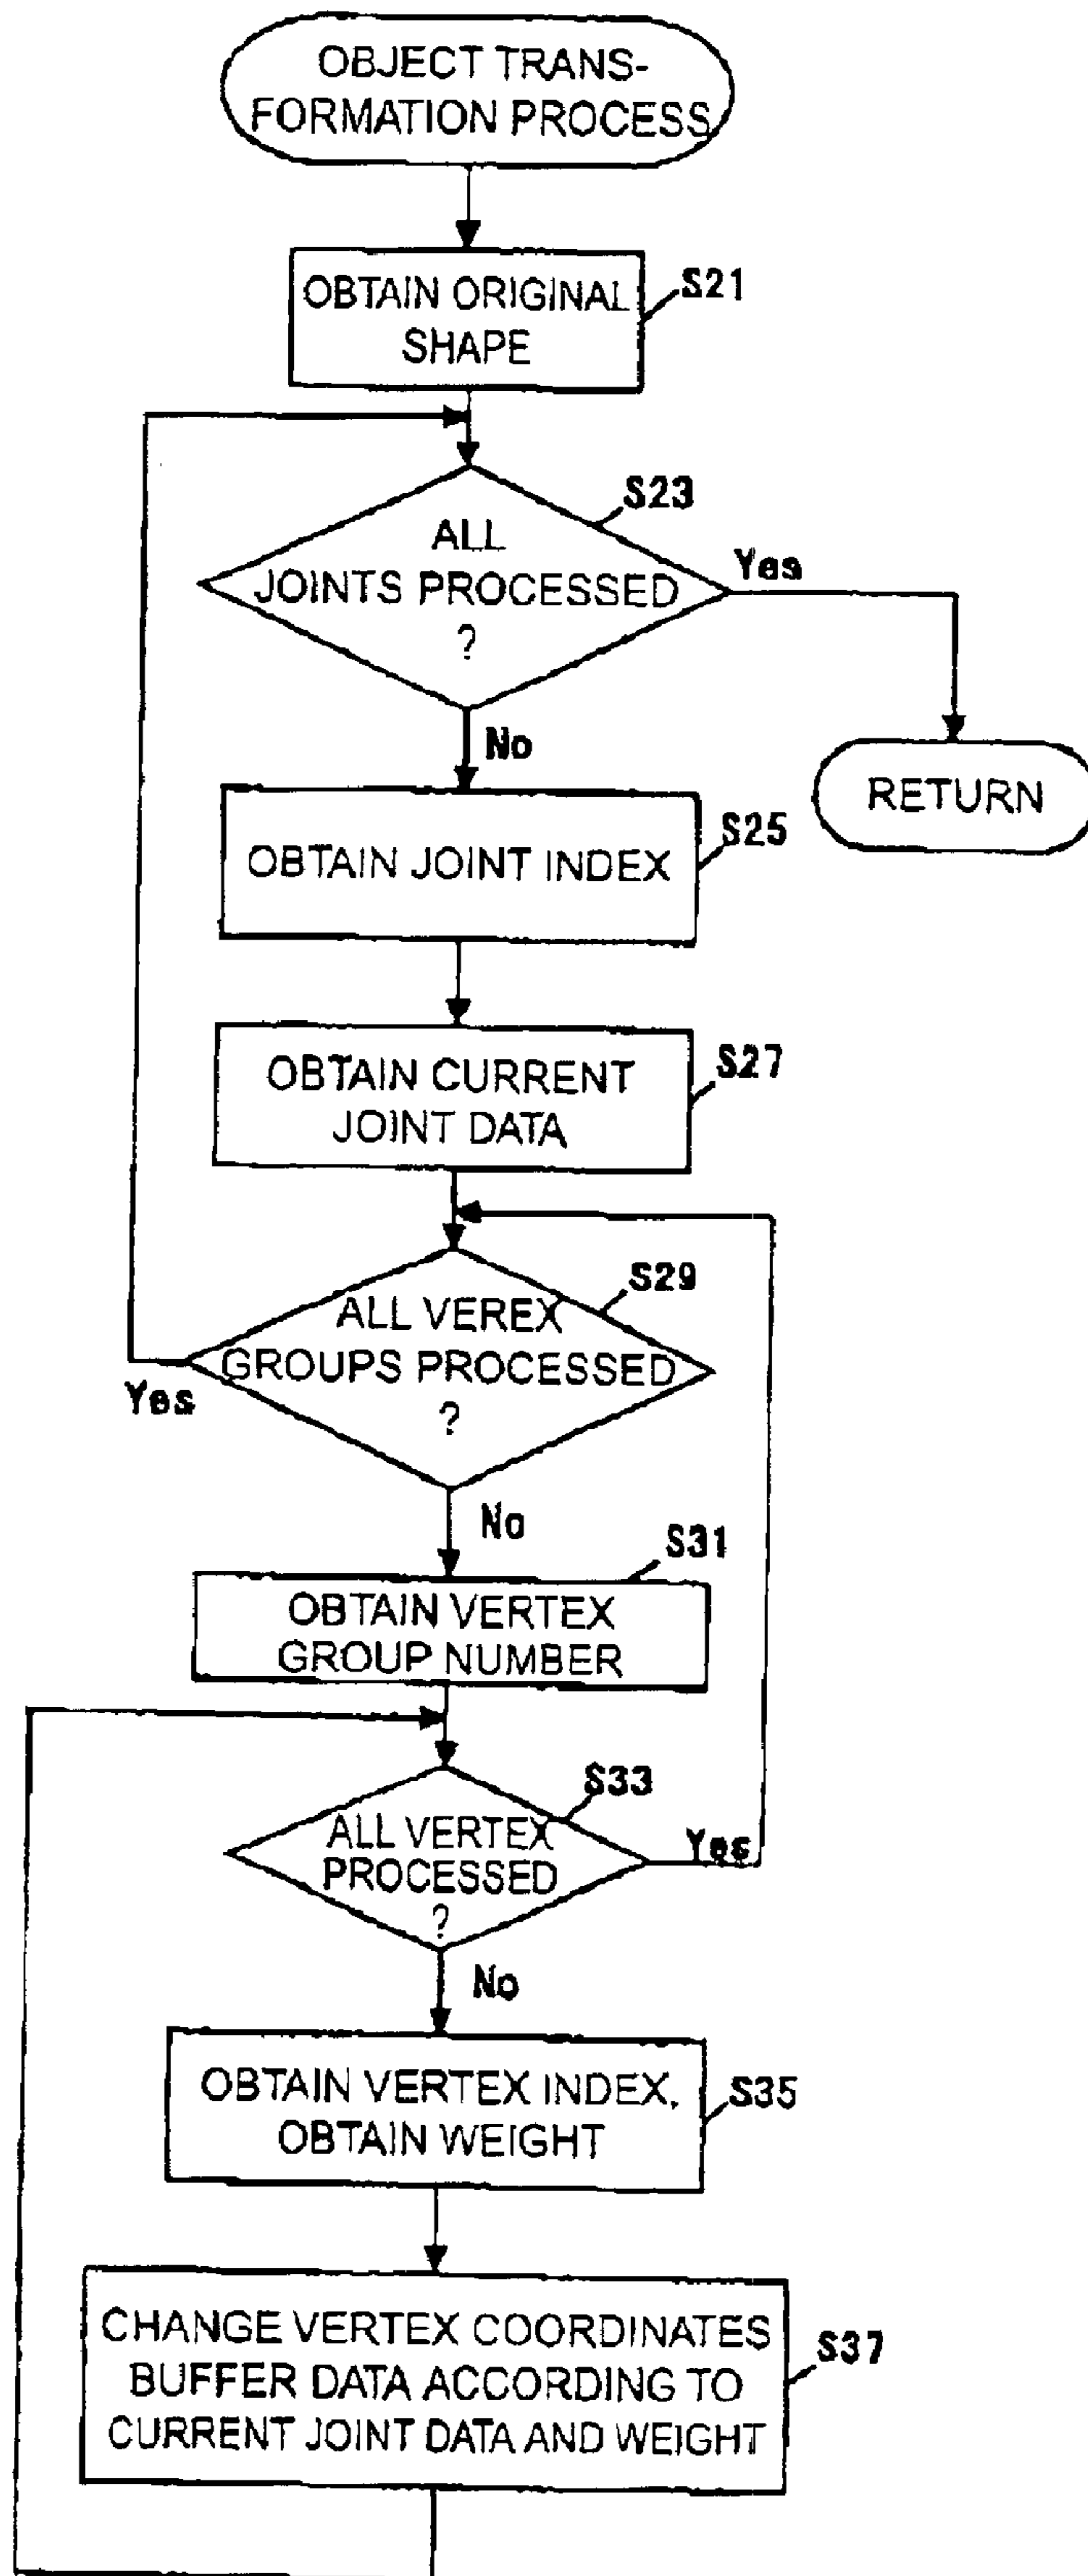 OBJECT TRANS-
FORMATION PROCESS
OBTAIN ORIGINAL
SHAPE
S21
S23
ALL
JOINTS PROCESSED
?
Yes
No
RETURN
S25
OBTAIN JOINT INDEX
S27
OBTAIN CURRENT
JOINT DATA
S29
ALL VEREX
GROUPS PROCESSED
?
Yes
No
S31
OBTAIN VERTEX
GROUP NUMBER
S33
ALL VERTEX
PROCESSED
?
Yes
No
OBTAIN VERTEX INDEX,
OBTAIN WEIGHT
S35
CHANGE VERTEX COORDINATES
BUFFER DATA ACCORDING TO
CURRENT JOINT DATA AND WEIGHT
S37